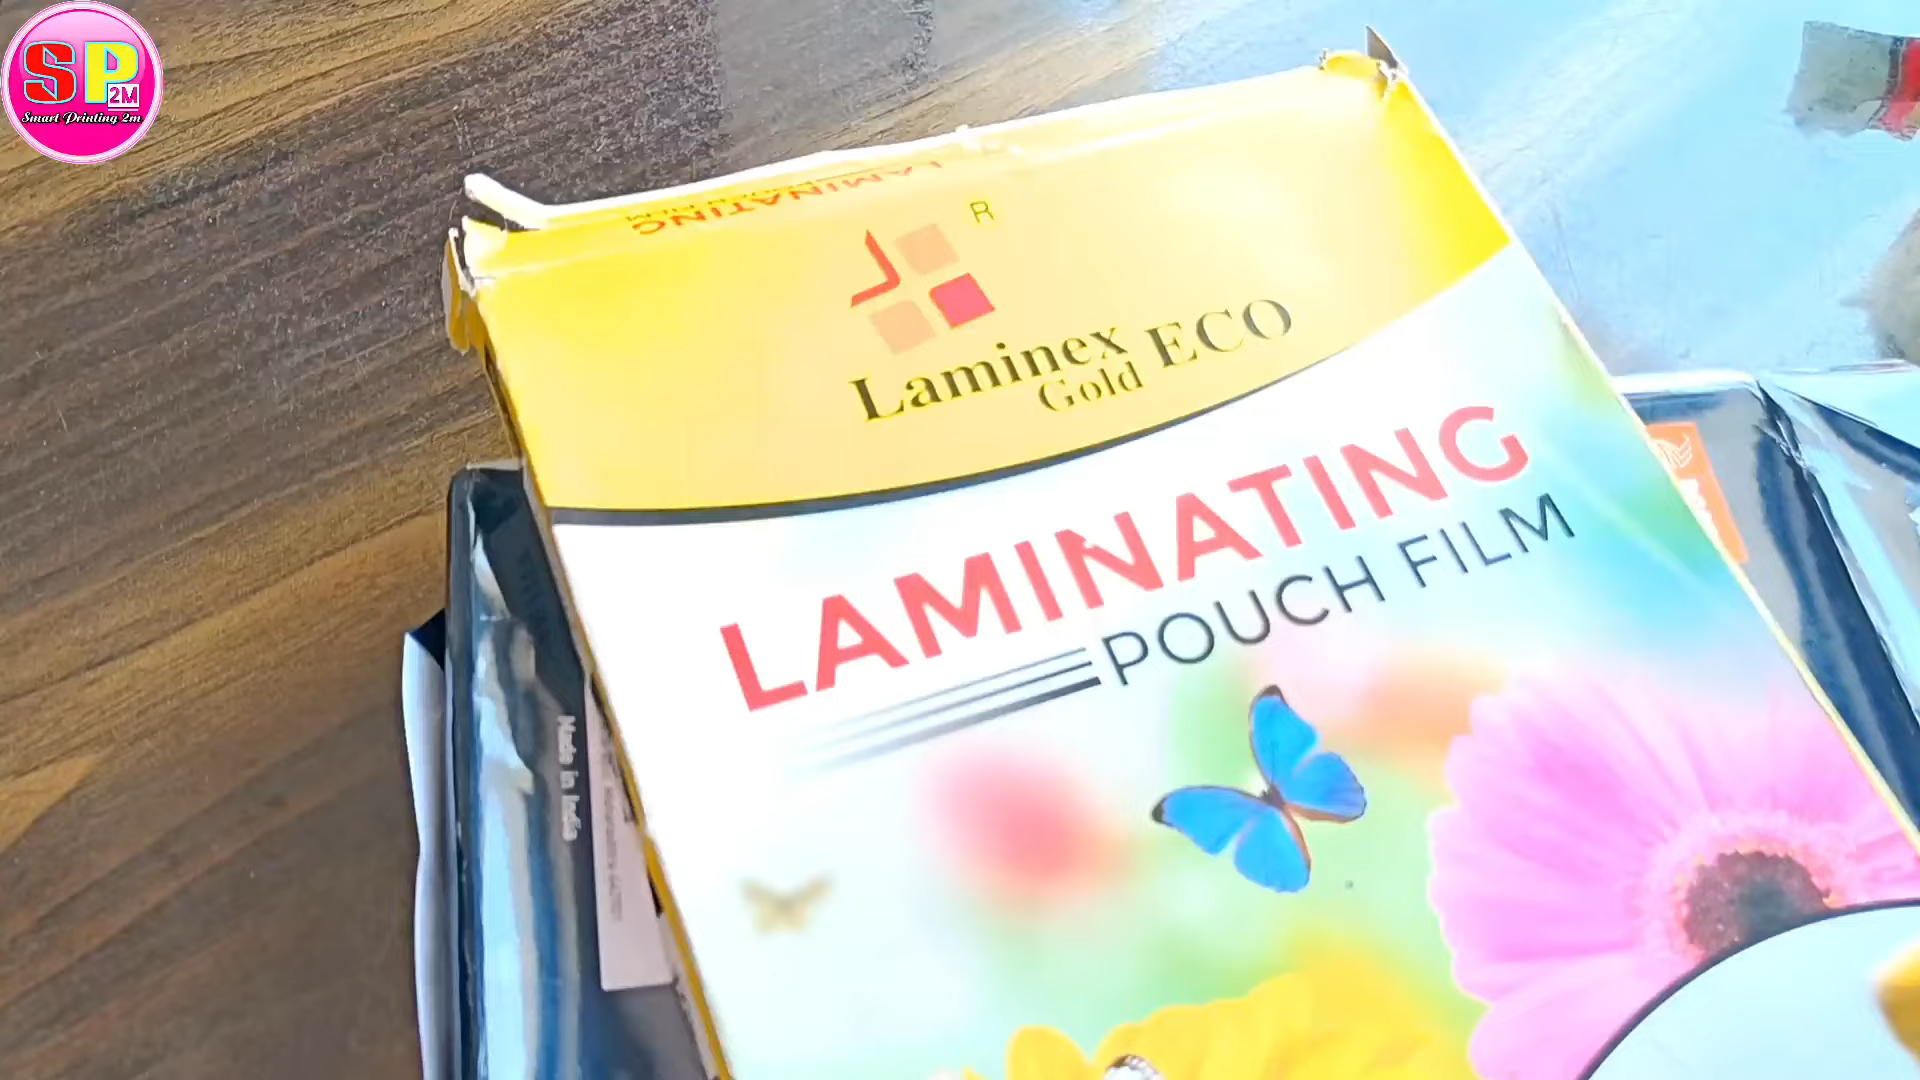 SP
2M
Smart Printing 2m
LAMINATING
R
Laminex ECO
Gold
LAMINATING
POUCH FILM
Made in India